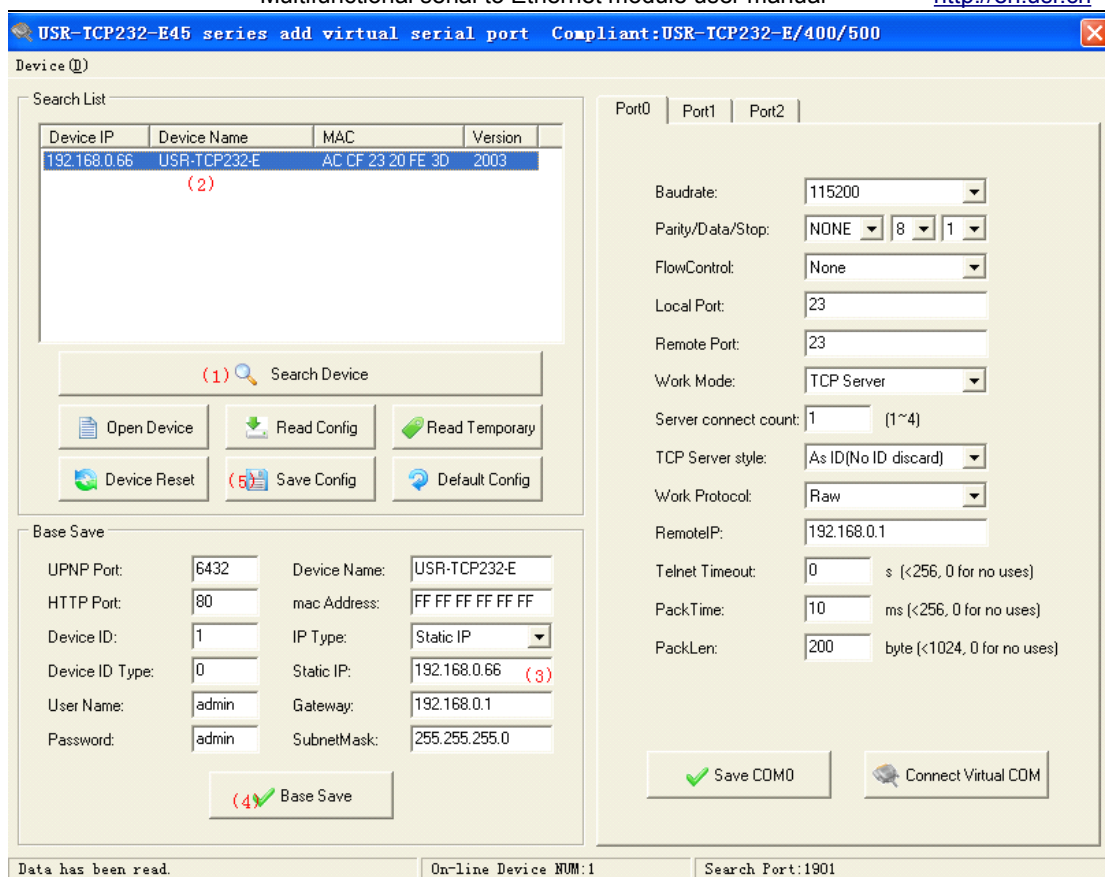 Multifunctional serial to Ethernet module user manual http://en.usr.cn
USR-TCP232-E45 series add virtual serial port Compliant:USR-TCP232-E/400/500
Device(D)
Search List
Device IP Device Name MAC Version
192.168.0.66 USR-TCP232-E AC CF 23 20 FE 3D 2003
(2)
(1) Search Device
Open Device Read Config Read Temporary
Device Reset (5) Save Config Default Config
Base Save
UPNP Port: 6432 Device Name: USR-TCP232-E
HTTP Port: 80 mac Address: FF FF FF FF FF FF
Device ID: 1 IP Type: Static IP
Device ID Type: 0 Static IP: 192.168.0.66 (3)
User Name: admin Gateway: 192.168.0.1
Password: admin SubnetMask: 255.255.255.0
(4) Base Save
Port0 Port1 Port2
Baudrate: 115200
Parity/Data/Stop: NONE 8 1
FlowControl: None
Local Port: 23
Remote Port: 23
Work Mode: TCP Server
Server connect count: 1 (1~4)
TCP Server style: As ID(No ID discard)
Work Protocol: Raw
RemoteIP: 192.168.0.1
Telnet Timeout: 0 s (<256, 0 for no uses)
PackTime: 10 ms (<256, 0 for no uses)
PackLen: 200 byte (<1024, 0 for no uses)
Save COM0 Connect Virtual COM
Data has been read. On-line Device NUM:1 Search Port:1901